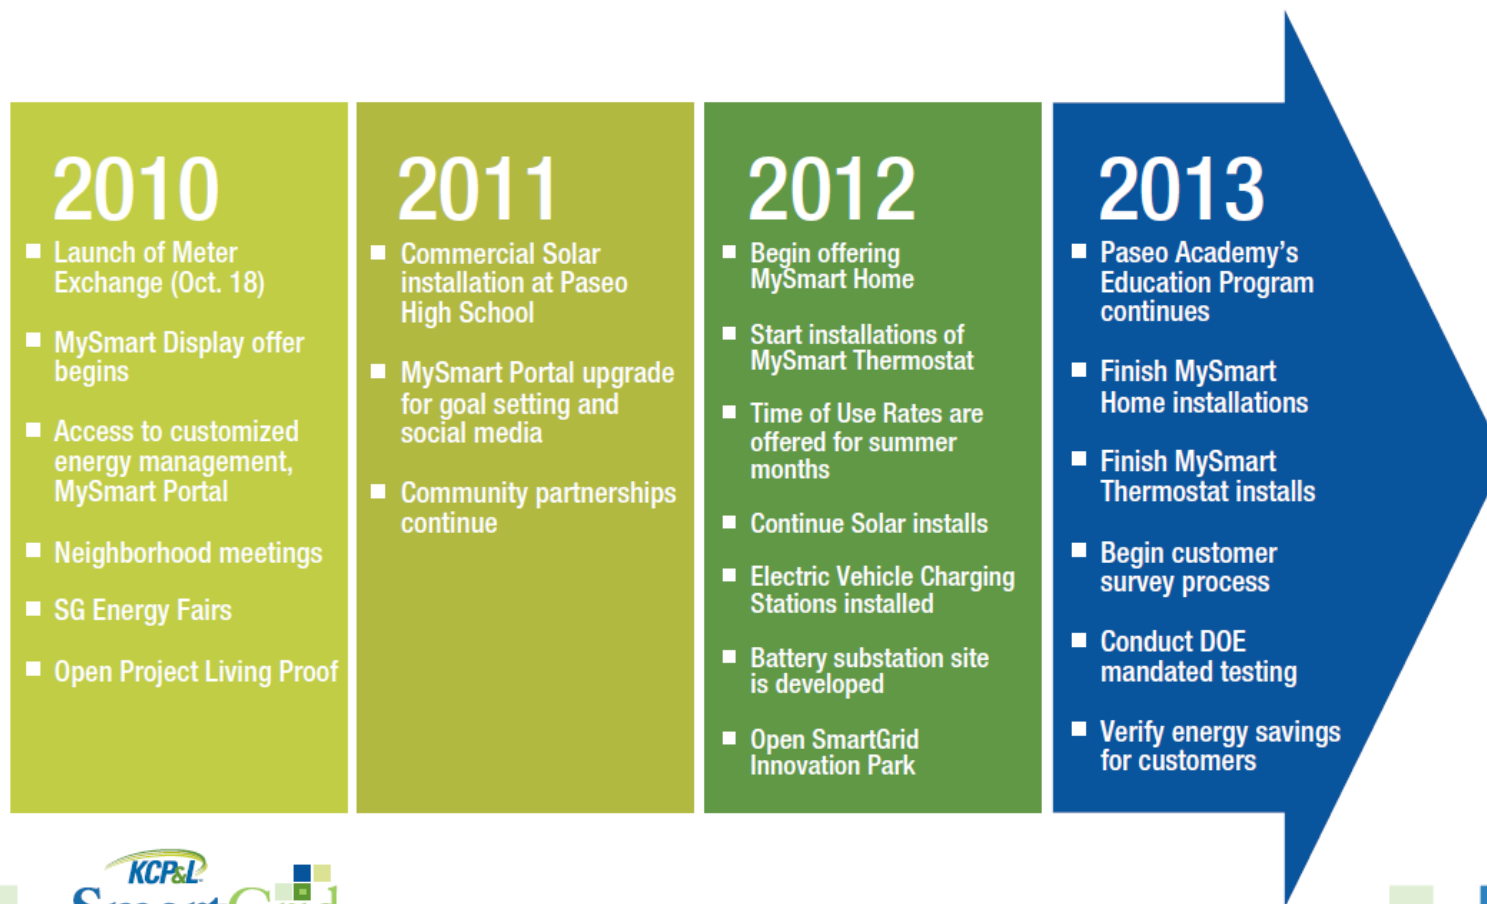 2010
■ Launch of Meter
Exchange (Oct. 18)
■ MySmart Display offer
begins
■ Access to customized
energy management,
MySmart Portal
■ Neighborhood meetings
■ SG Energy Fairs
■ Open Project Living Proof
2011
■ Commercial Solar
installation at Paseo
High School
■ MySmart Portal upgrade
for goal setting and
social media
■ Community partnerships
continue
2012
■ Begin offering
MySmart Home
■ Start installations of
MySmart Thermostat
■ Time of Use Rates are
offered for summer
months
■ Continue Solar installs
■ Electric Vehicle Charging
Stations installed
■ Battery substation site
is developed
■ Open SmartGrid
Innovation Park
2013
■ Paseo Academy’s
Education Program
continues
■ Finish MySmart
Home installations
■ Finish MySmart
Thermostat installs
■ Begin customer
survey process
■ Conduct DOE
mandated testing
■ Verify energy savings
for customers
KCP&L
SmartGrid